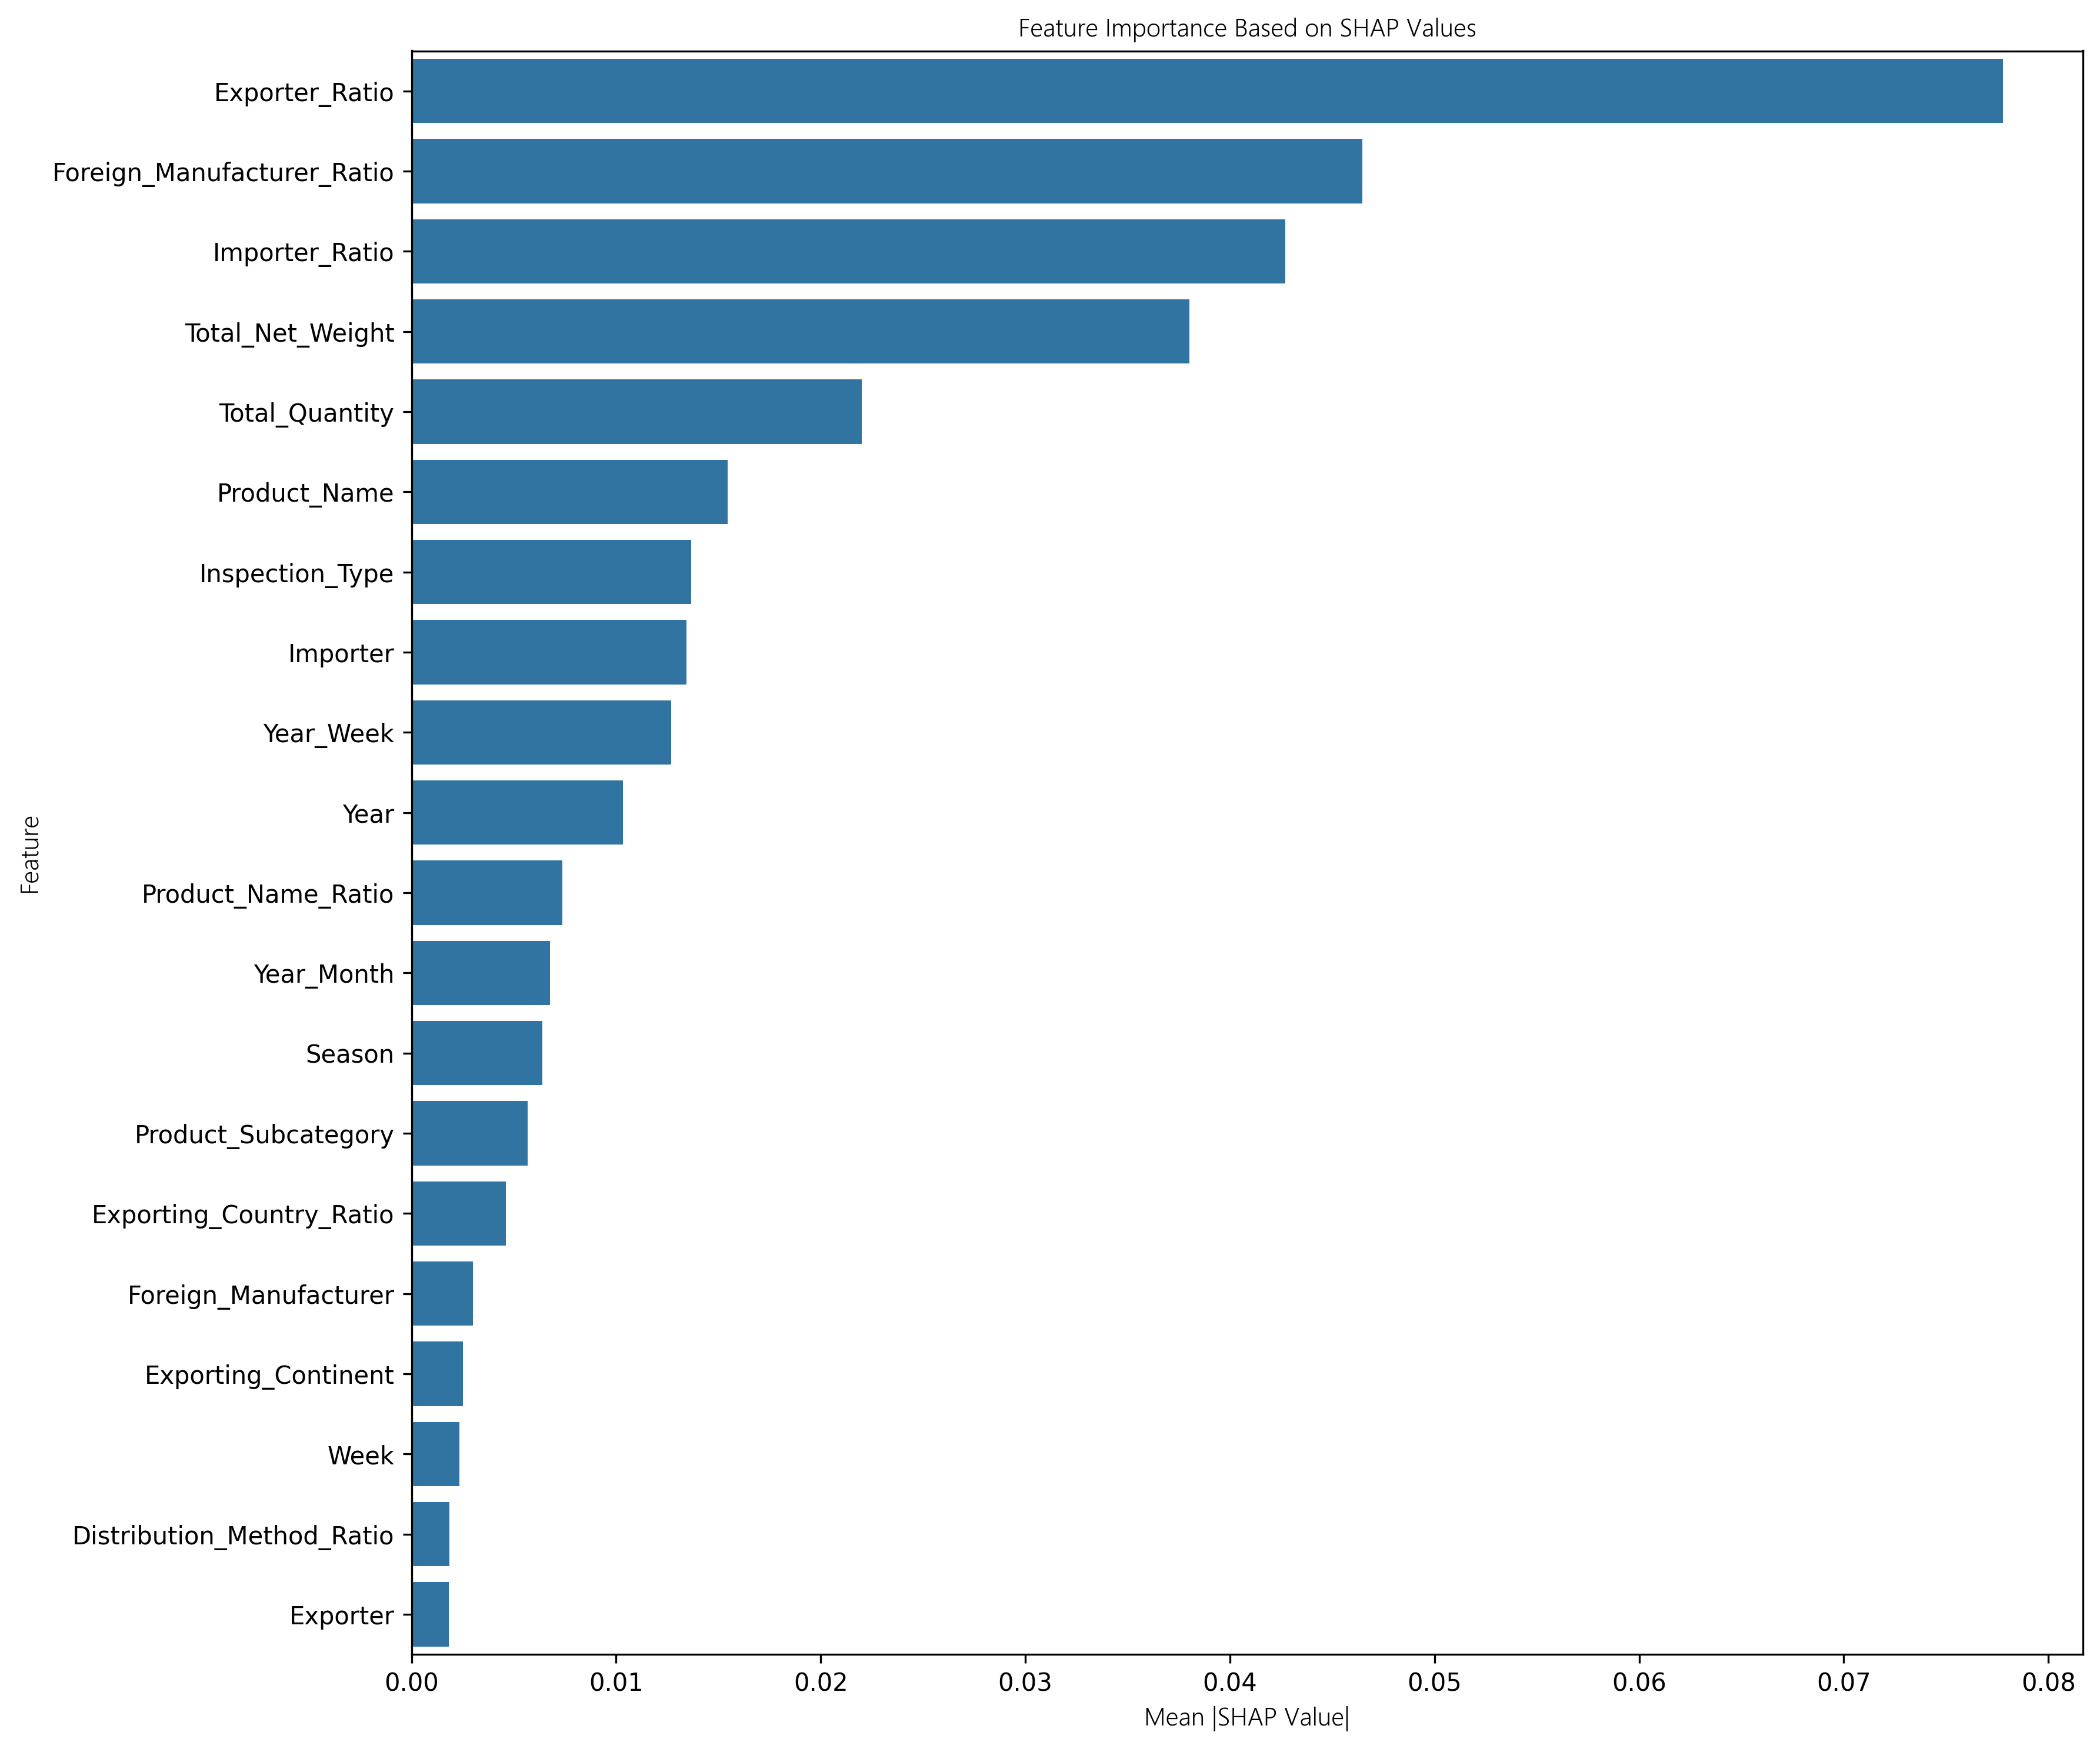 Feature Importance Based on SHAP Values
Exporter_Ratio
Foreign_Manufacturer_Ratio
Importer_Ratio
Total_Net_Weight
Total_Quantity
Product_Name
Inspection_Type
Importer
Year_Week
Year
Product_Name_Ratio
Year_Month
Season
Product_Subcategory
Exporting_Country_Ratio
Foreign_Manufacturer
Exporting_Continent
Week
Distribution_Method_Ratio
Exporter
Feature
0.00 0.01 0.02 0.03 0.04 0.05 0.06 0.07 0.08
Mean |SHAP Value|